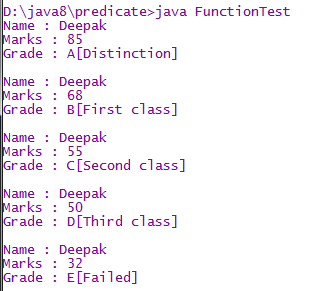 D:\java8\predicate>java FunctionTest
Name : Deepak
Marks : 85
Grade : A[Distinction]
Name : Deepak
Marks : 68
Grade : B[First class]
Name : Deepak
Marks : 55
Grade : C[Second class]
Name : Deepak
Marks : 50
Grade : D[Third class]
Name : Deepak
Marks : 32
Grade : E[Failed]